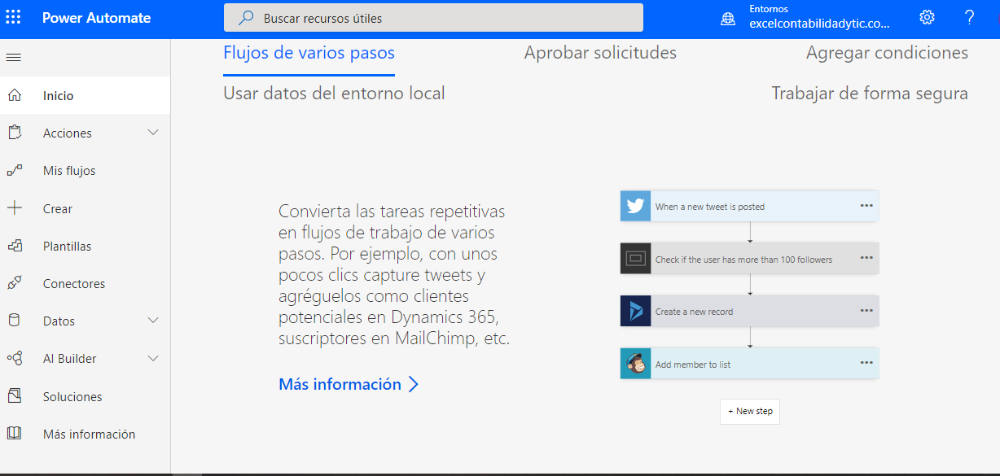 Power Automate
Buscar recursos útiles
Entornos
excelcontabilidadytic.co...
?
Inicio
Acciones
Mis flujos
Crear
Plantillas
Conectores
Datos
AI Builder
Soluciones
Más información
Flujos de varios pasos
Aprobar solicitudes
Agregar condiciones
Usar datos del entorno local
Trabajar de forma segura
Convierta las tareas repetitivas
en flujos de trabajo de varios
pasos. Por ejemplo, con unos
pocos clics capture tweets y
agréguelos como clientes
potenciales en Dynamics 365,
suscriptores en MailChimp, etc.
Más información
When a new tweet is posted
Check if the user has more than 100 followers
Create a new record
Add member to list
+ New step